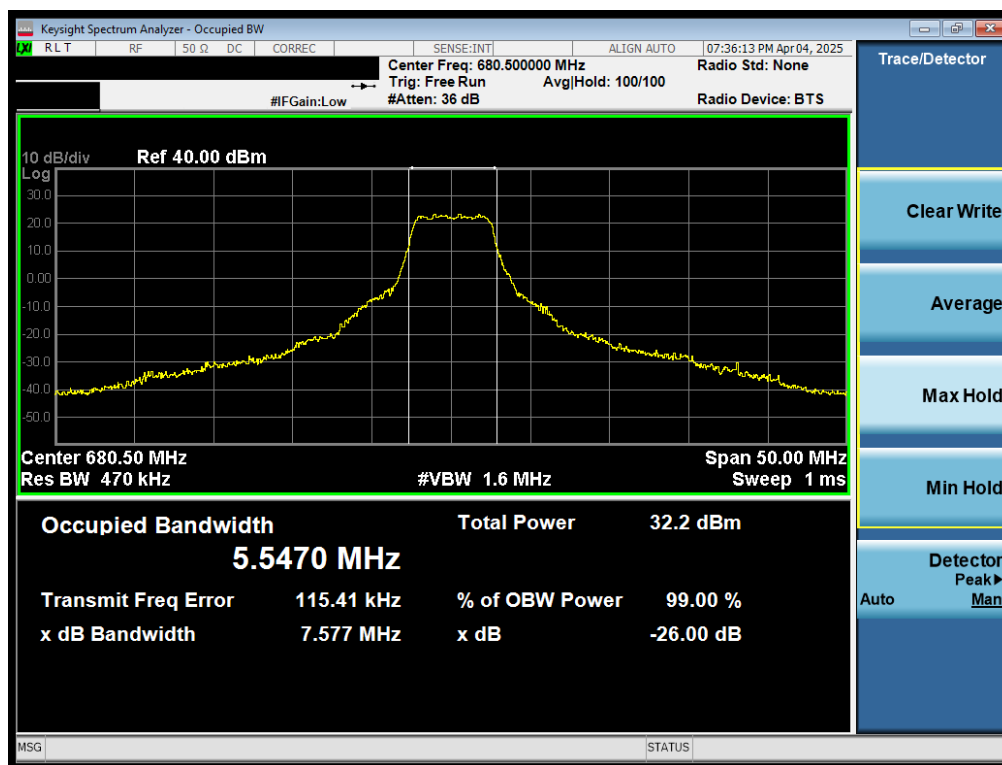 Keysight Spectrum Analyzer - Occupied BW
LXI RLT RF 50 Ω DC CORREC SENSE:INT ALIGN AUTO 07:36:13 PM Apr 04, 2025
Center Freq: 680.500000 MHz Radio Std: None
Trig: Free Run Avg|Hold: 100/100
#IFGain:Low #Atten: 36 dB Radio Device: BTS
10 dB/div Ref 40.00 dBm
Log
30.0
20.0
10.0
0.00
-10.0
-20.0
-30.0
-40.0
-50.0
Center 680.50 MHz Span 50.00 MHz
Res BW 470 kHz #VBW 1.6 MHz Sweep 1 ms
Occupied Bandwidth Total Power 32.2 dBm
5.5470 MHz
Transmit Freq Error 115.41 kHz % of OBW Power 99.00 %
x dB Bandwidth 7.577 MHz x dB -26.00 dB
MSG STATUS
Trace/Detector
Clear Write
Average
Max Hold
Min Hold
Detector
Peak▶
Auto Man